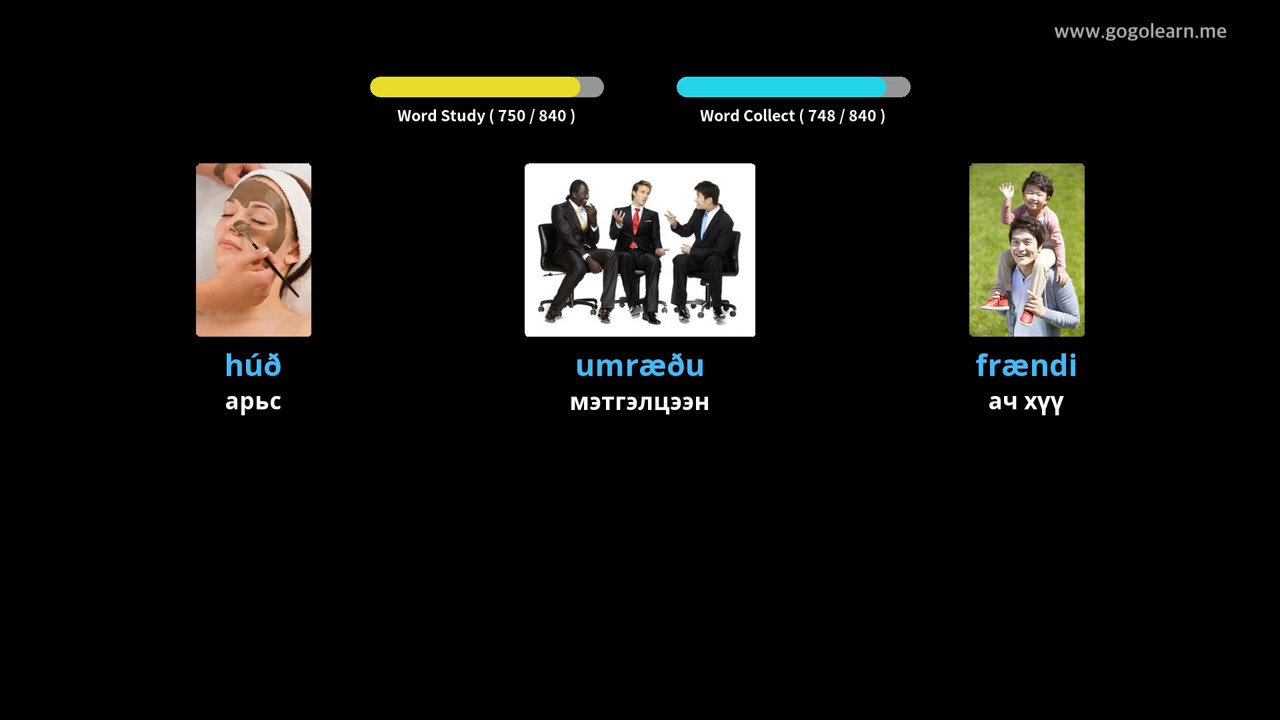 www.gogolearn.me
Word Study ( 750 / 840 )
Word Collect ( 748 / 840 )
húð
арьс
umræðu
мэтгэлцээн
frændi
ач хүү